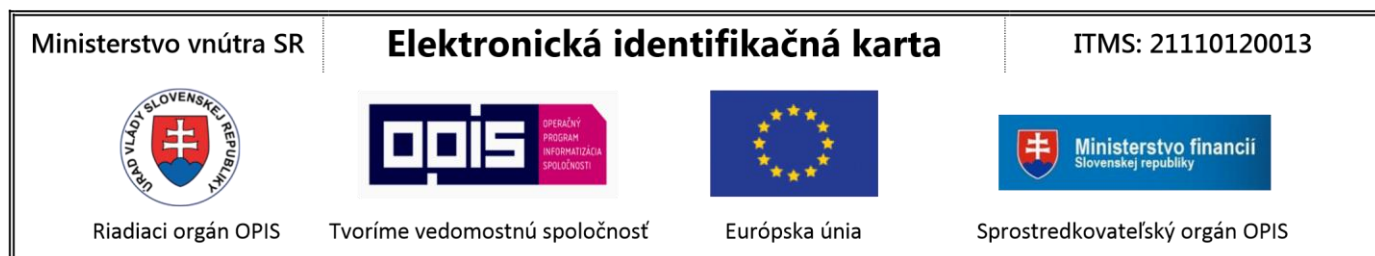 Ministerstvo vnútra SR
Elektronická identifikačná karta
ITMS: 21110120013
ÚRAD VLÁDY SLOVENSKEJ REPUBLIKY
opis
OPERAČNÝ
PROGRAM
INFORMATIZÁCIA
SPOLOČNOSTI
Ministerstvo financií
Slovenskej republiky
Riadiaci orgán OPIS
Tvoríme vedomostnú spoločnosť
Európska únia
Sprostredkovateľský orgán OPIS